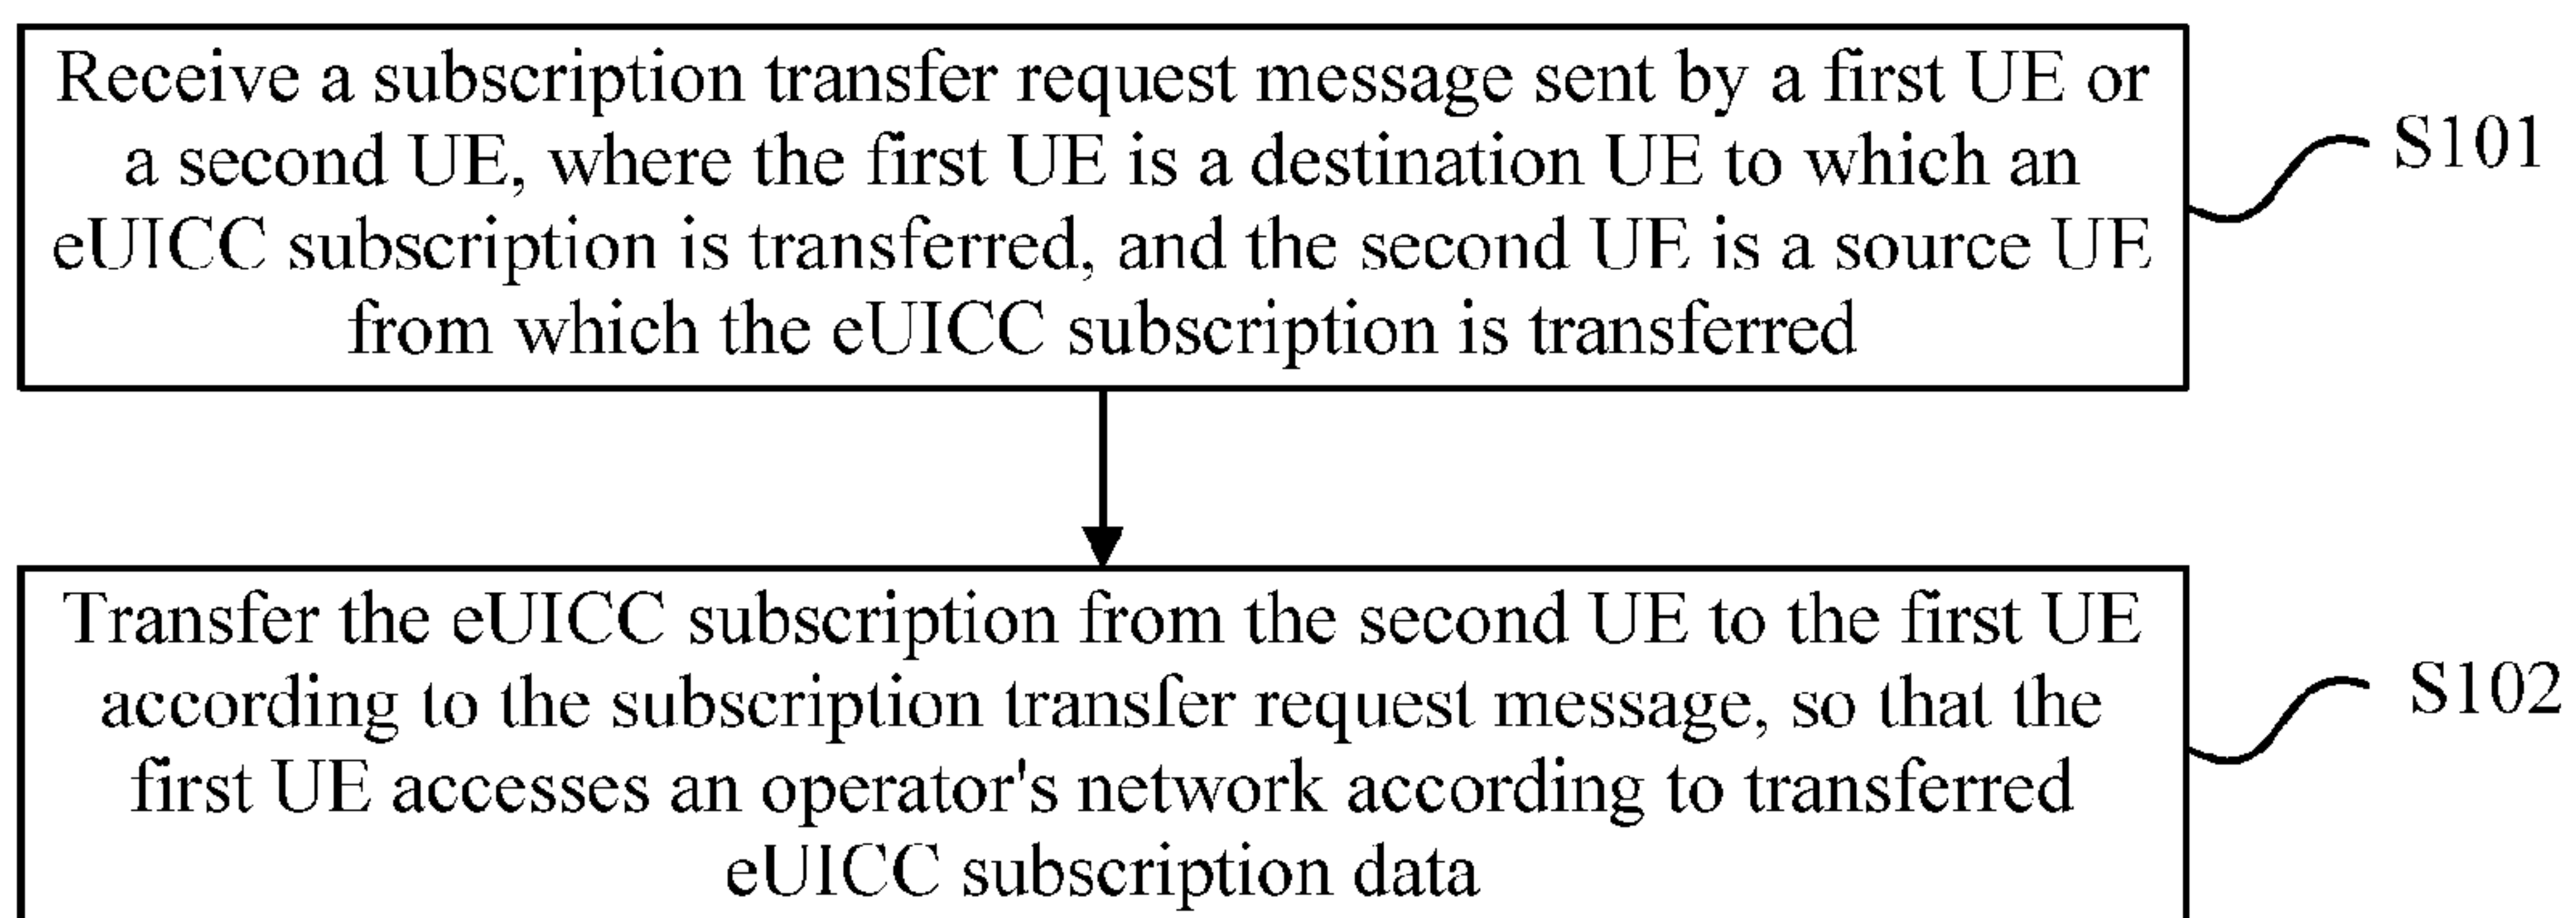 Receive a subscription transfer request message sent by a first UE or
a second UE, where the first UE is a destination UE to which an
eUICC subscription is transferred, and the second UE is a source UE
from which the eUICC subscription is transferred
S101
Transfer the eUICC subscription from the second UE to the first UE
according to the subscription transfer request message, so that the
first UE accesses an operator's network according to transferred
eUICC subscription data
S102